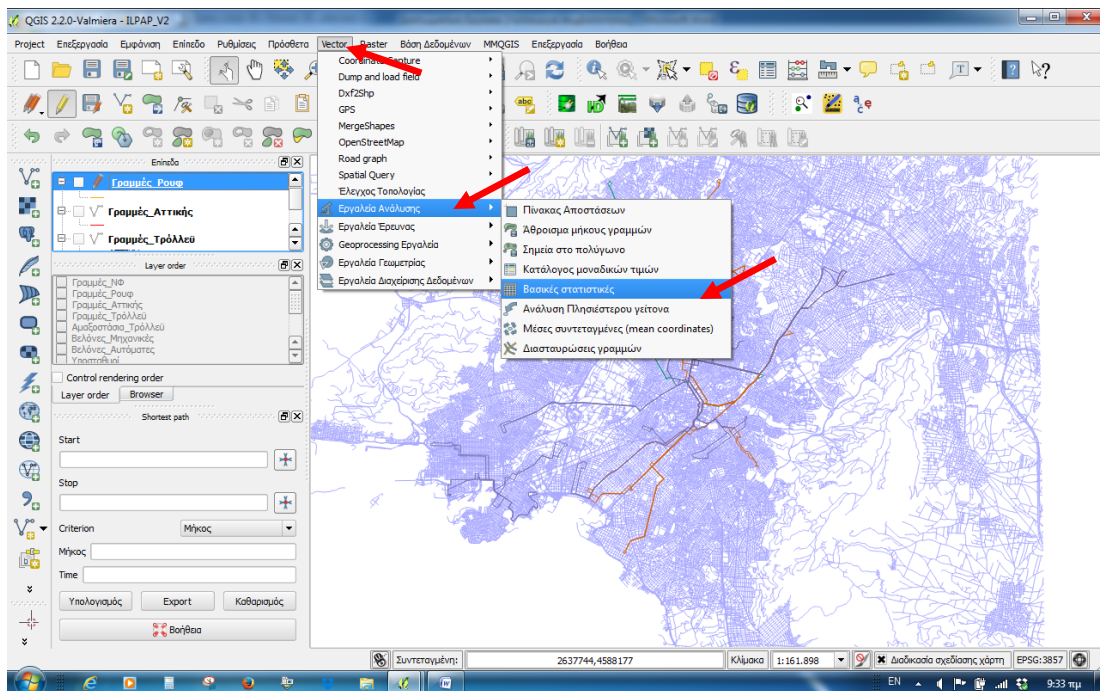 QGIS 2.2.0-Valmiera - ILPAP_V2
Project Επεξεργασία Εμφάνιση Επίπεδο Ρυθμίσεις Πρόσθετα Vector Raster Βάση Δεδομένων MMQGIS Επεξεργασία Βοήθεια
Coordinate Capture
Dump and load field
Dxf2Shp
GPS
MergeShapes
OpenStreetMap
Road graph
Spatial Query
Έλεγχος Τοπολογίας
Εργαλεία Ανάλυσης
Εργαλεία Έρευνας
Geoprocessing Εργαλεία
Εργαλεία Γεωμετρίας
Εργαλεία Διαχείρισης Δεδομένων
Πίνακας Αποστάσεων
Άθροισμα μήκους γραμμών
Σημεία στο πολύγωνο
Κατάλογος μοναδικών τιμών
Βασικές στατιστικές
Ανάλυση Πλησιέστερου γείτονα
Μέσες συντεταγμένες (mean coordinates)
Διασταυρώσεις γραμμών
abc
Επίπεδο
Γραμμές_Ρουφ
Γραμμές_Αττικής
Γραμμές_Τρόλλεϋ
Layer order
Γραμμές_ΝΦ
Γραμμές_Ρουφ
Γραμμές_Αττικής
Γραμμές_Τρόλλεϋ
Αμαξοστάσια_Τρόλλεϋ
Βελόνες_Μηχανικές
Βελόνες_Αυτόματες
Υποσταθμοί
Control rendering order
Layer order Browser
Shortest path
Start
Stop
Criterion Μήκος
Μήκος
Time
Υπολογισμός Export Καθαρισμός
Βοήθεια
Συντεταγμένη: 2637744,4588177 Κλίμακα 1:161.898 Διαδικασία σχεδίασης χάρτη EPSG:3857
EN 9:33 πμ